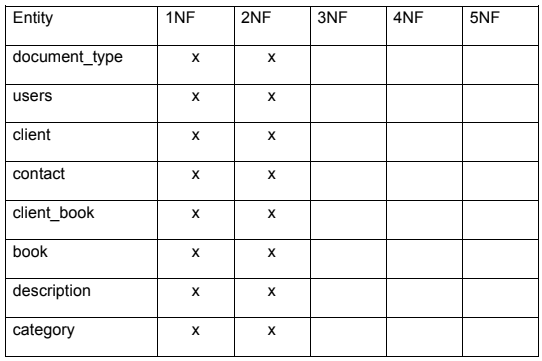 Entity 1NF 2NF 3NF 4NF 5NF
document_type x x
users x x
client x x
contact x x
client_book x x
book x x
description x x
category x x